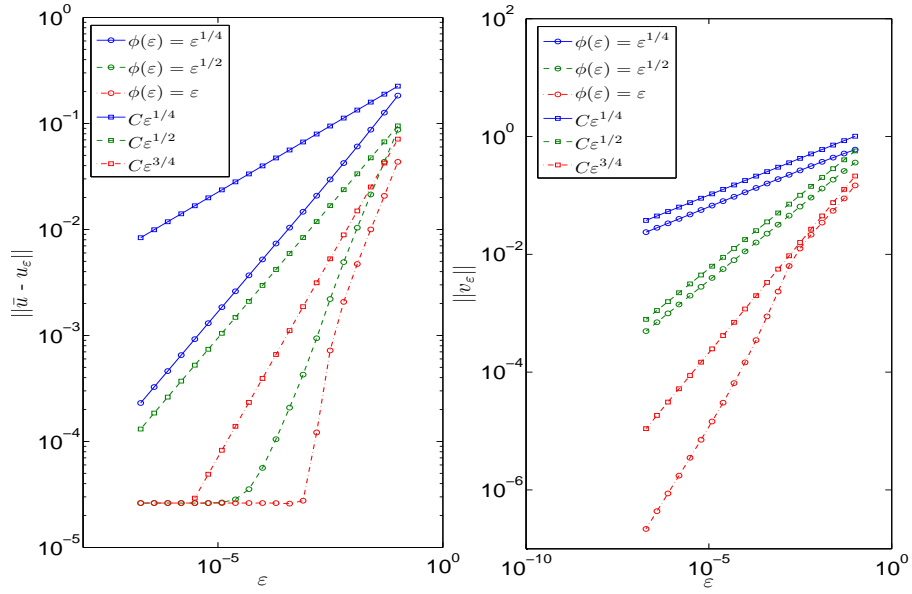 10^0
10^-1
10^-2
10^-3
10^-4
10^-5
10^-5
10^0
ε
||ū - u_ε||
ϕ(ε) = ε^1/4
ϕ(ε) = ε^1/2
ϕ(ε) = ε
Cε^1/4
Cε^1/2
Cε^3/4
10^2
10^0
10^-2
10^-4
10^-6
10^-10
10^-5
10^0
ε
||v_ε||
ϕ(ε) = ε^1/4
ϕ(ε) = ε^1/2
ϕ(ε) = ε
Cε^1/4
Cε^1/2
Cε^3/4